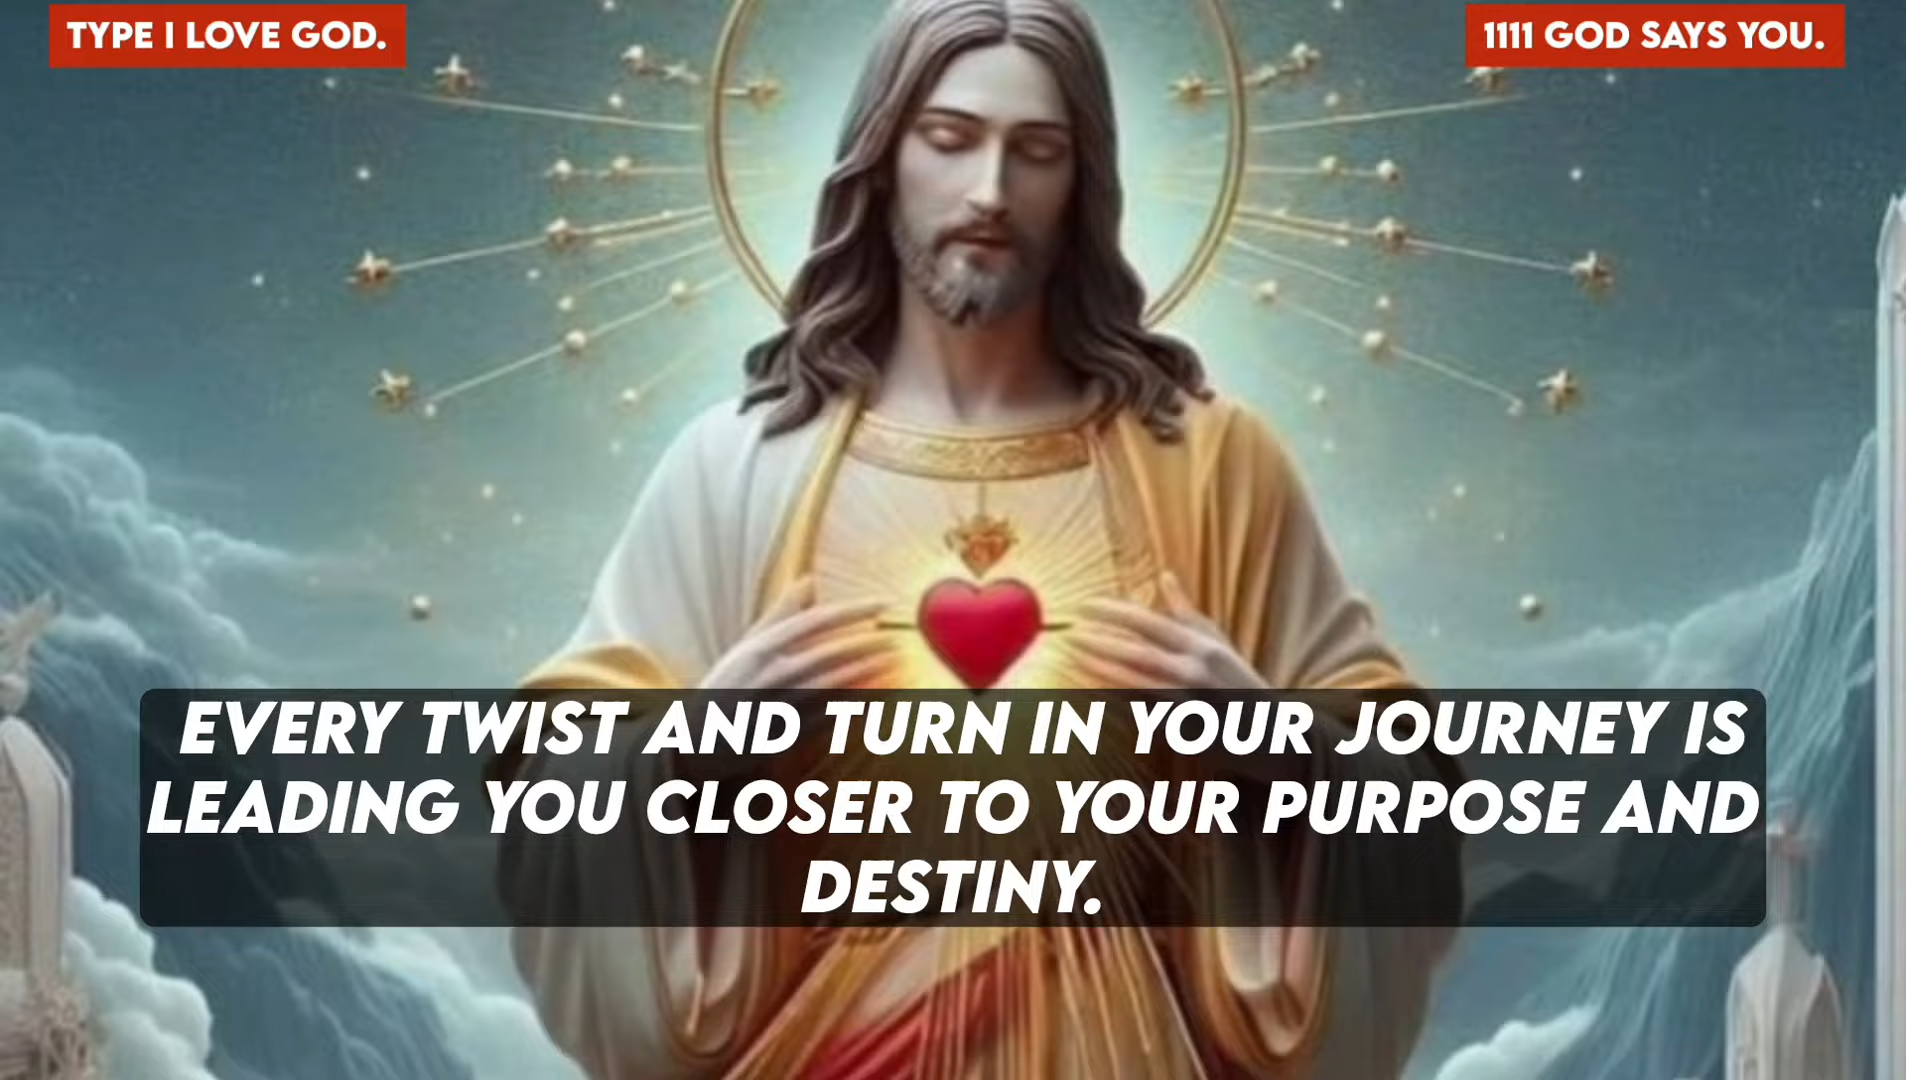 TYPE I LOVE GOD.
1111 GOD SAYS YOU.
EVERY TWIST AND TURN IN YOUR JOURNEY IS
LEADING YOU CLOSER TO YOUR PURPOSE AND
DESTINY.